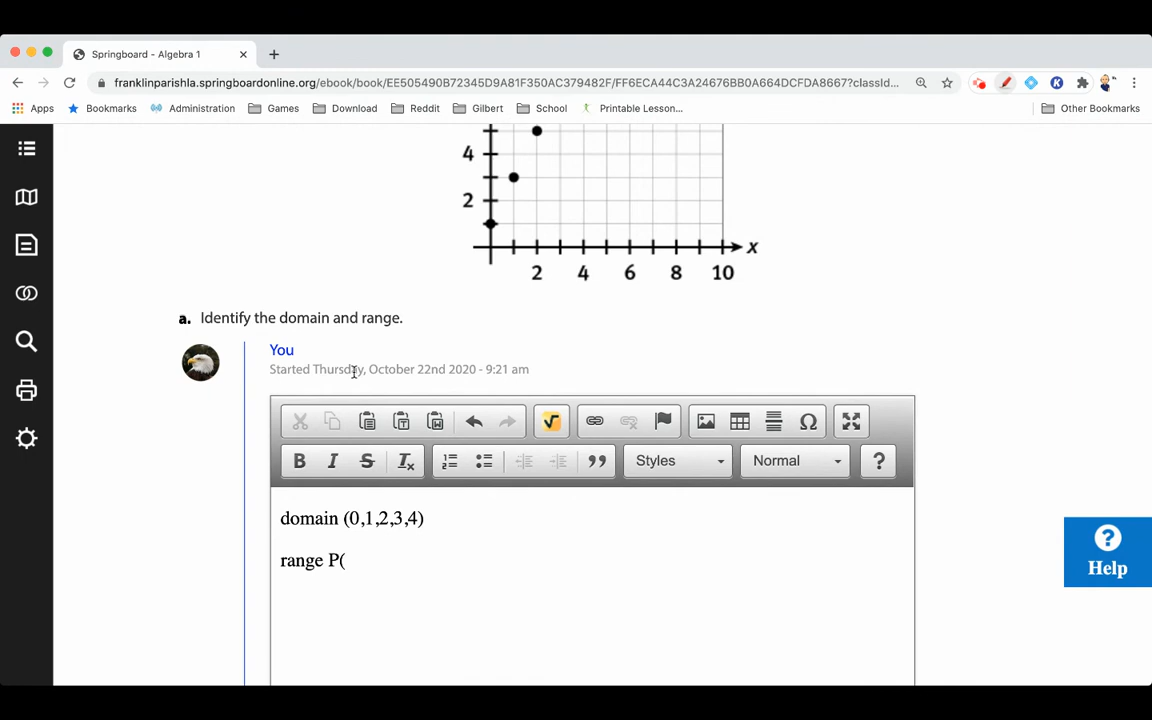 Springboard - Algebra 1
franklinparishla.springboardonline.org/ebook/book/EE505490B72345D9A81F350AC379482F/FF6ECA44C3A24676BB0A664DCFDA8667?classId...
Apps Bookmarks Administration Games Download Reddit Gilbert School Printable Lesson... Other Bookmarks
4
2
x
2 4 6 8 10
a. Identify the domain and range.
You
Started Thursday, October 22nd 2020 - 9:21 am
B I S Tx Styles Normal ?
domain (0,1,2,3,4)
range P(
? Help